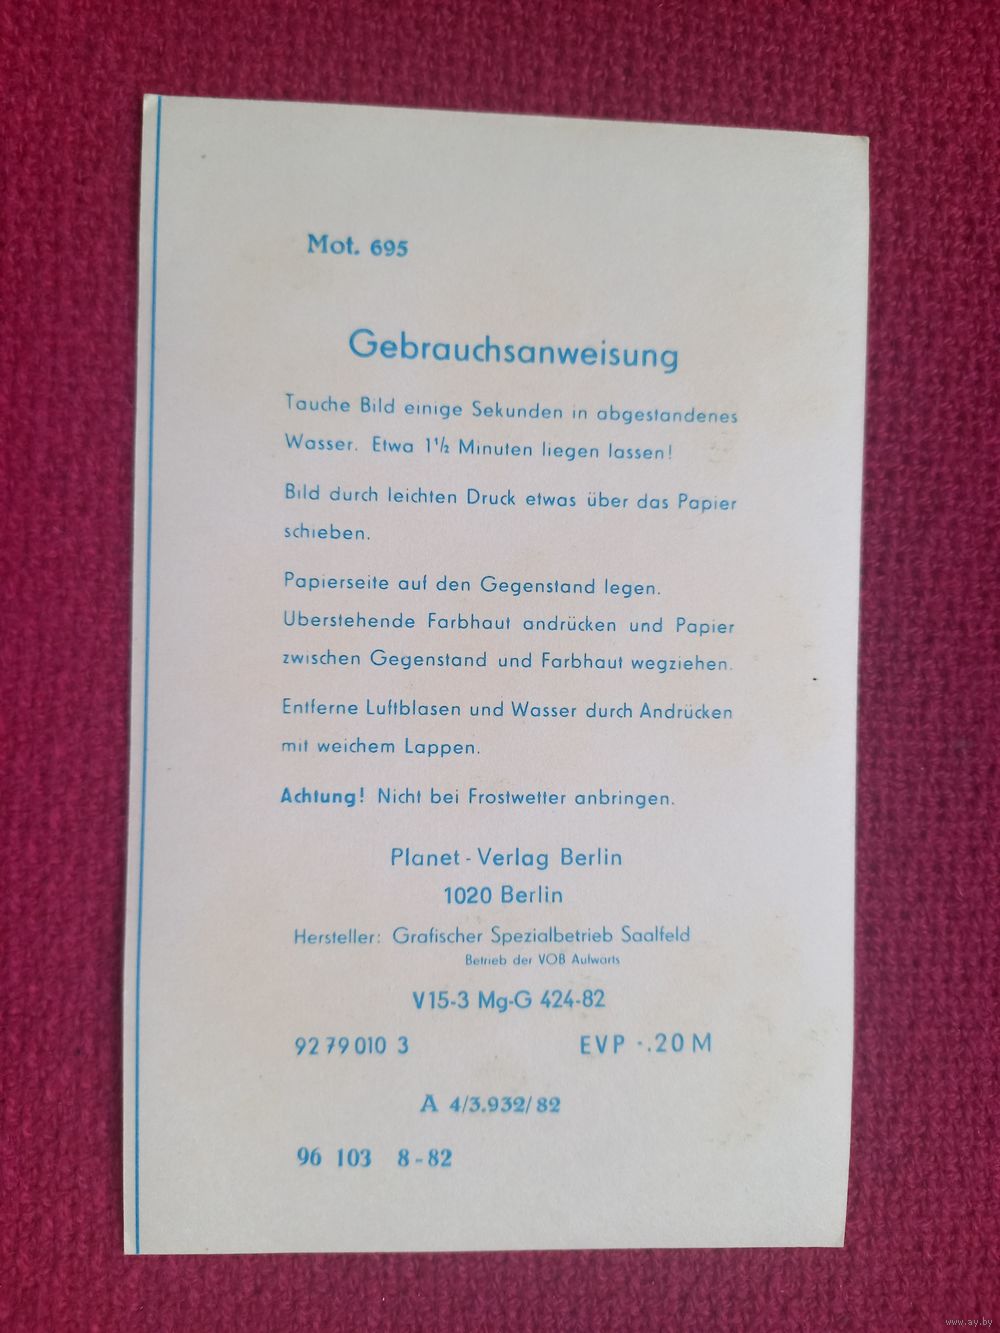 Mot. 695
Gebrauchsanweisung
Tauche Bild einige Sekunden in abgestandenes
Wasser. Etwa 1½ Minuten liegen lassen!
Bild durch leichten Druck etwas über das Papier
schieben.
Papierseite auf den Gegenstand legen.
Uberstehende Farbhaut andrücken und Papier
zwischen Gegenstand und Farbhaut wegziehen.
Entferne Luftblasen und Wasser durch Andrücken
mit weichem Lappen.
Achtung! Nicht bei Frostwetter anbringen.
Planet - Verlag Berlin
1020 Berlin
Hersteller: Grafischer Spezialbetrieb Saalfeld
Betrieb der VOB Aufwärts
V 15-3 Mg-G 424-82
92 79 010 3 EVP -.20 M
A 4/3.932/82
96 103 8-82
www.ay.by